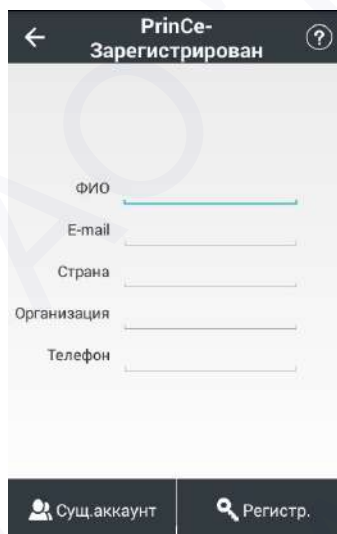 PrinCe-
Зарегистрирован
?
ФИО
E-mail
Страна
Организация
Телефон
Сущ.аккаунт
Регистр.